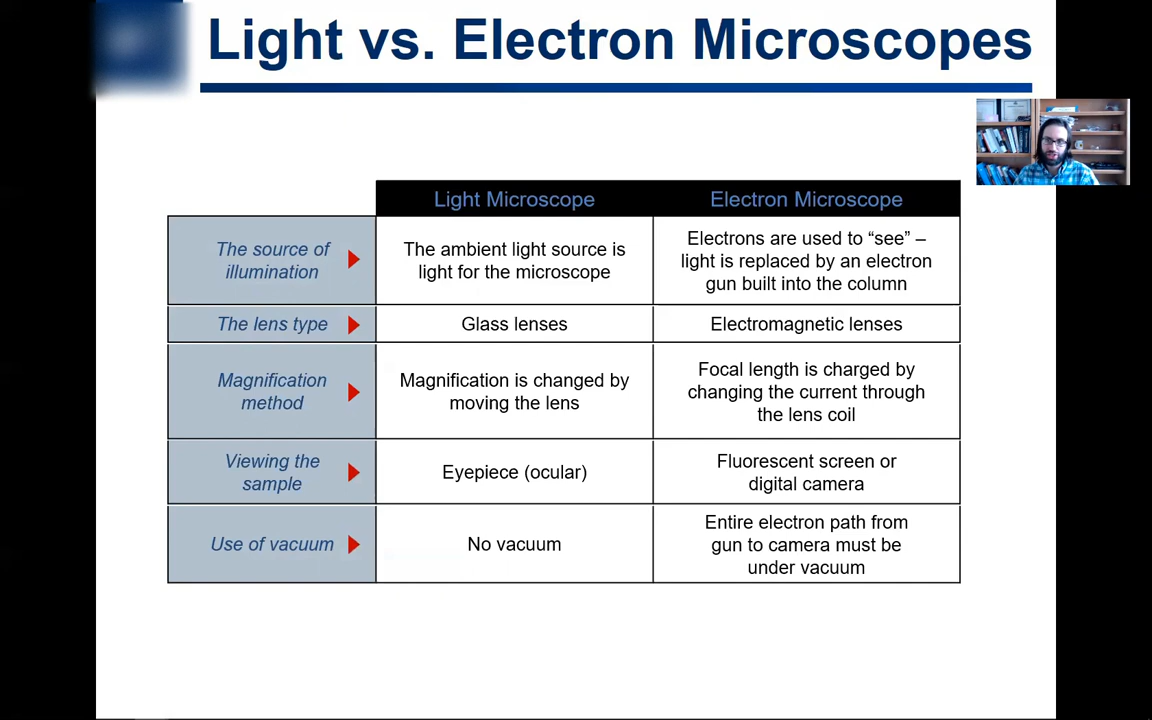 Light vs. Electron Microscopes
Light Microscope
Electron Microscope
The source of
illumination
The ambient light source is
light for the microscope
Electrons are used to “see” –
light is replaced by an electron
gun built into the column
The lens type
Glass lenses
Electromagnetic lenses
Magnification
method
Magnification is changed by
moving the lens
Focal length is charged by
changing the current through
the lens coil
Viewing the
sample
Eyepiece (ocular)
Fluorescent screen or
digital camera
Use of vacuum
No vacuum
Entire electron path from
gun to camera must be
under vacuum